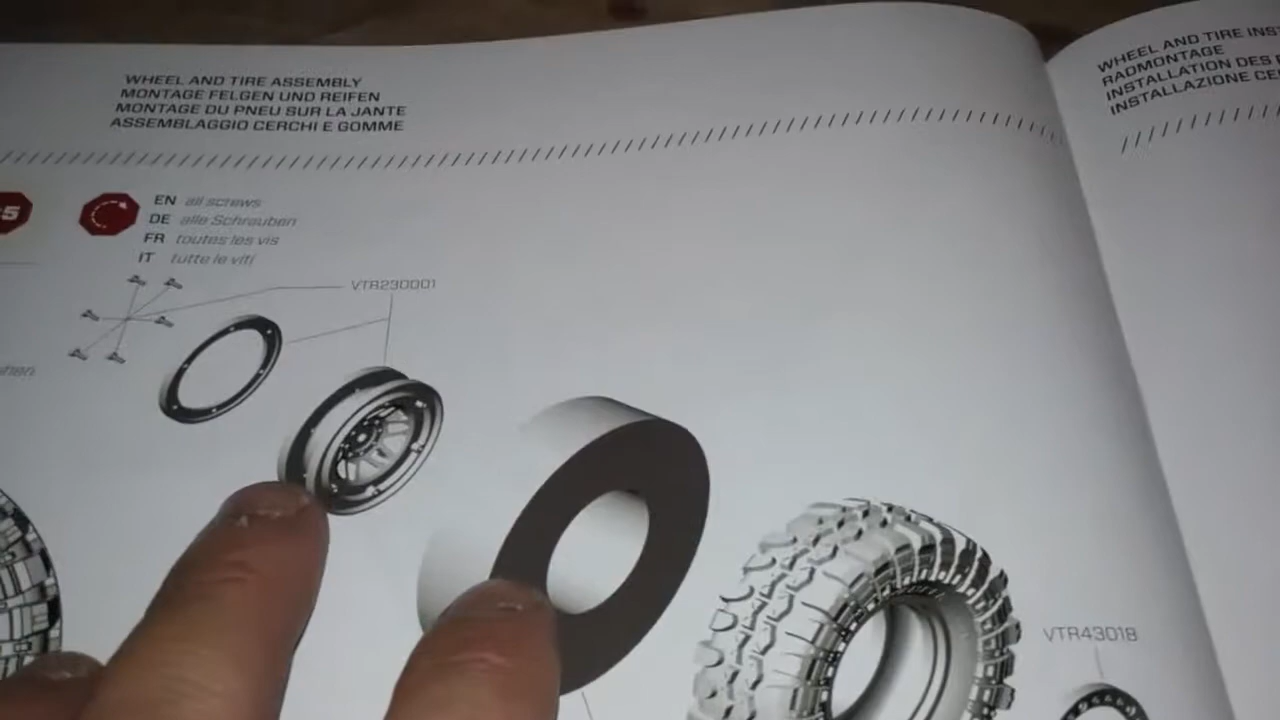 WHEEL AND TIRE ASSEMBLY
MONTAGE FELGEN UND REIFEN
MONTAGE DU PNEU SUR LA JANTE
ASSEMBLAGGIO CERCHI E GOMME
WHEEL AND TIRE INS
RADMONTAGE
INSTALLATION DES
INSTALLAZIONE CE
EN all screws
DE alle Schrauben
FR toutes les vis
IT tutte le viti
VTR230001
VTR43018